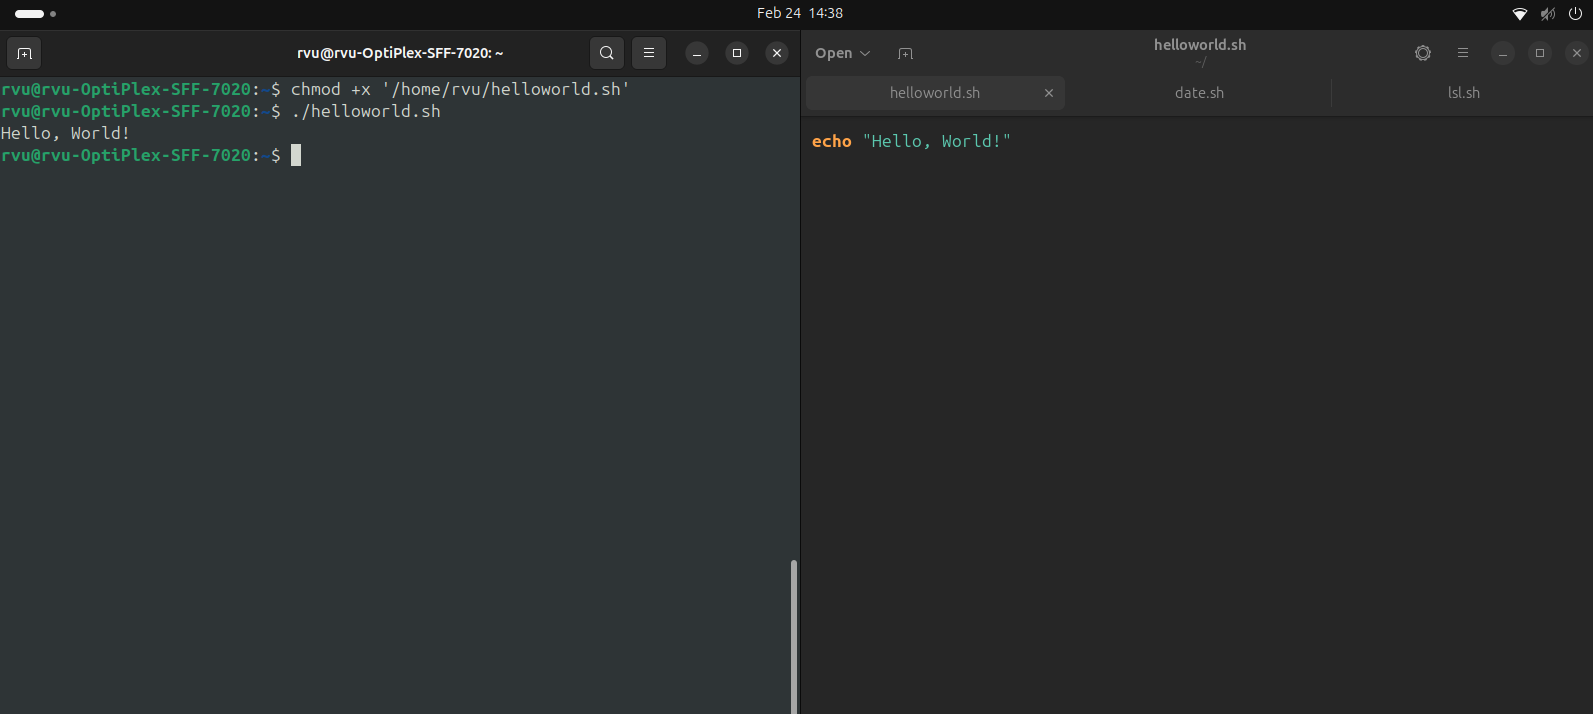 Feb 24 14:38
rvu@rvu-OptiPlex-SFF-7020: ~
rvu@rvu-OptiPlex-SFF-7020:~$ chmod +x '/home/rvu/helloworld.sh'
rvu@rvu-OptiPlex-SFF-7020:~$ ./helloworld.sh
Hello, World!
rvu@rvu-OptiPlex-SFF-7020:~$
Open
helloworld.sh
~/
helloworld.sh
date.sh
lsl.sh
echo "Hello, World!"